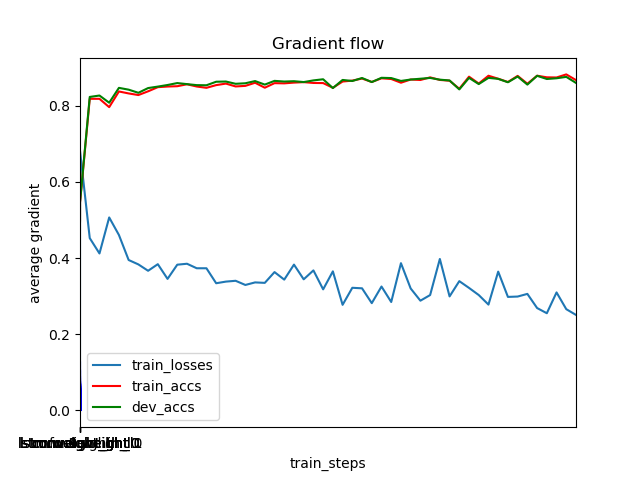 Gradient flow
average gradient
0.8
0.6
0.4
0.2
0.0
train_losses
train_accs
dev_accs
train_steps